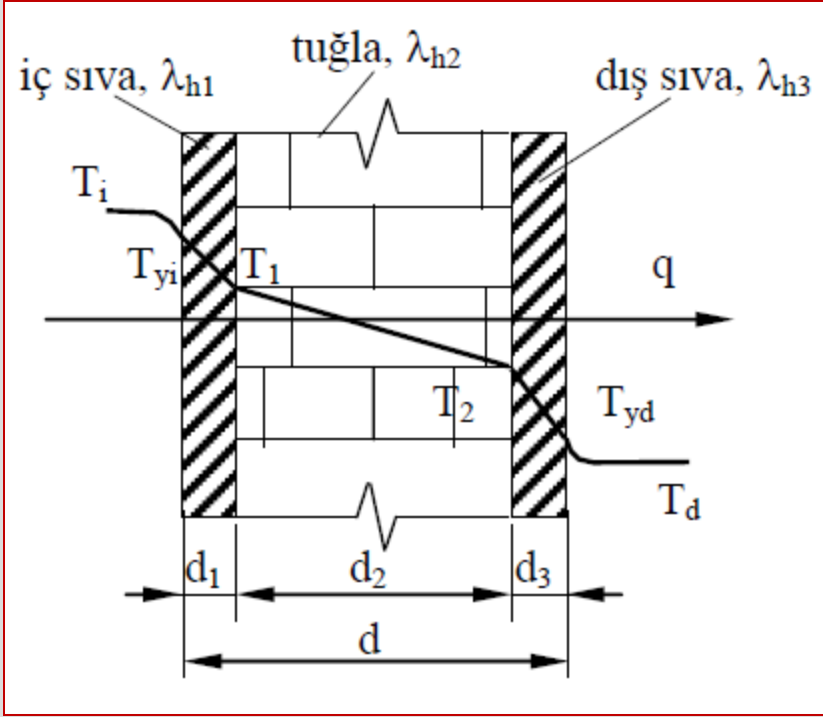 tuğla, λh2
iç sıva, λh1
dış sıva, λh3
Ti
Tyi
T1
q
T2
Tyd
Td
d1
d2
d3
d